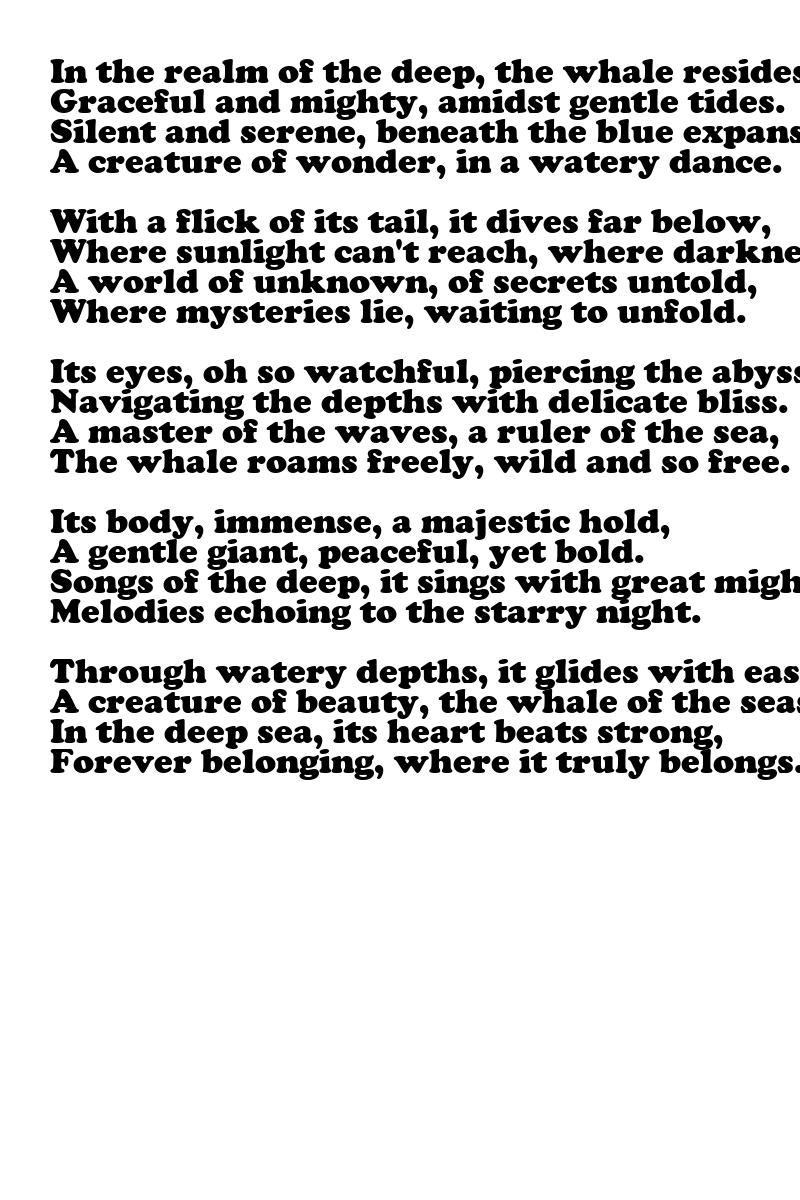 In the realm of the deep, the whale resides
Graceful and mighty, amidst gentle tides.
Silent and serene, beneath the blue expans
A creature of wonder, in a watery dance.

With a flick of its tail, it dives far below,
Where sunlight can't reach, where darkne
A world of unknown, of secrets untold,
Where mysteries lie, waiting to unfold.

Its eyes, oh so watchful, piercing the abyss
Navigating the depths with delicate bliss.
A master of the waves, a ruler of the sea,
The whale roams freely, wild and so free.

Its body, immense, a majestic hold,
A gentle giant, peaceful, yet bold.
Songs of the deep, it sings with great migh
Melodies echoing to the starry night.

Through watery depths, it glides with eas
A creature of beauty, the whale of the seas
In the deep sea, its heart beats strong,
Forever belonging, where it truly belongs.